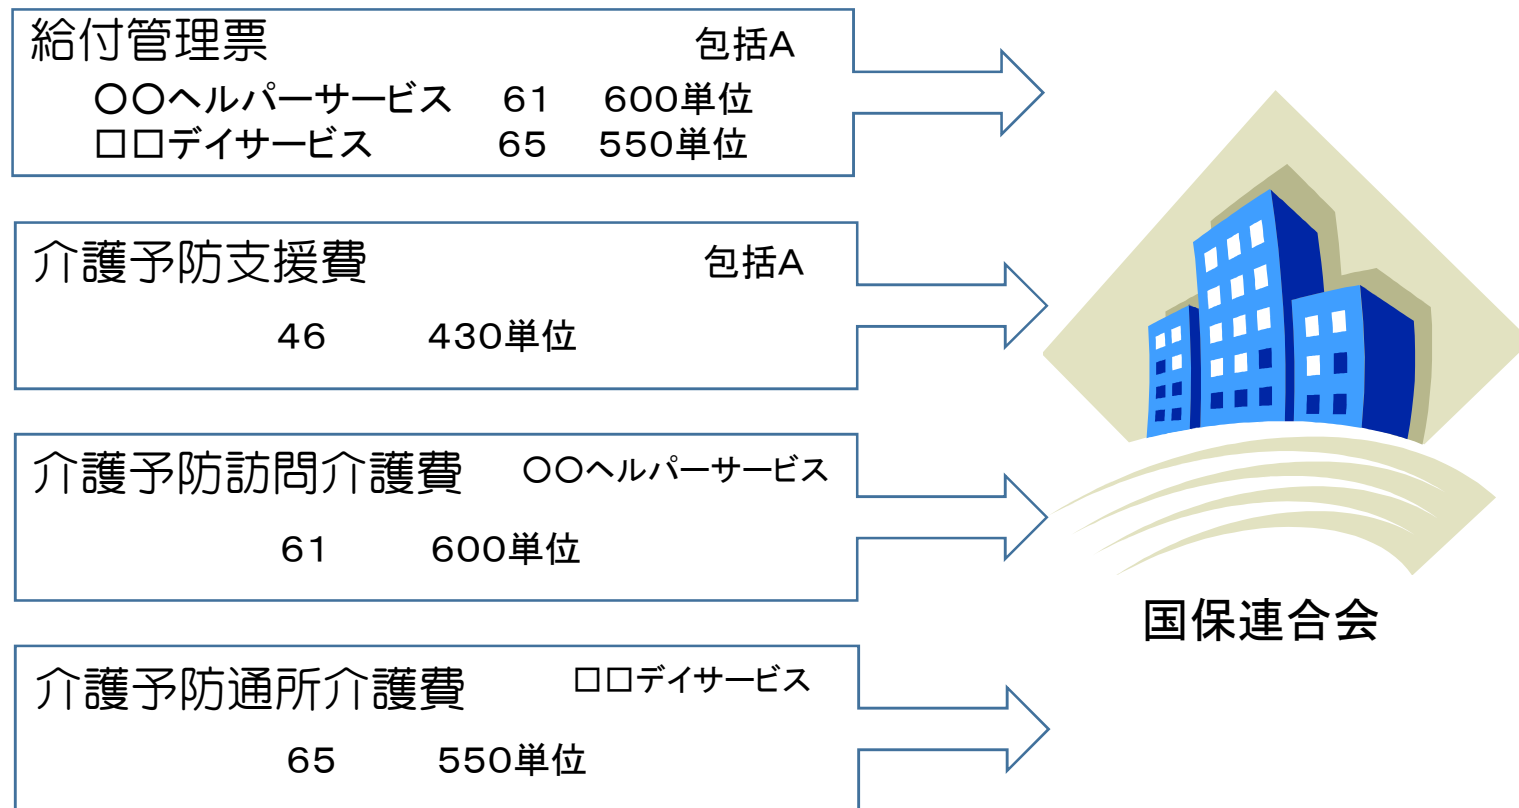 給付管理票 包括A
〇〇ヘルパーサービス 61 600単位
□□デイサービス 65 550単位
介護予防支援費 包括A
46 430単位
介護予防訪問介護費 〇〇ヘルパーサービス
61 600単位
介護予防通所介護費 □□デイサービス
65 550単位
国保連合会